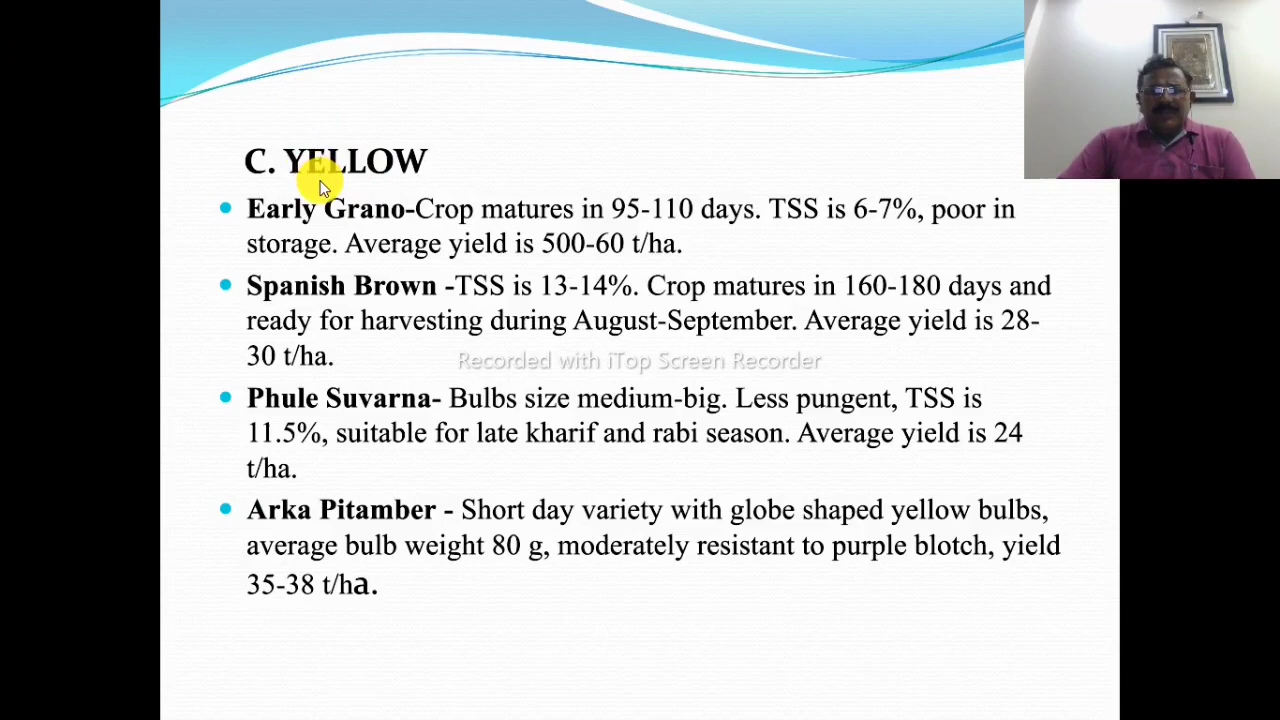 C. YELLOW
Early Grano-Crop matures in 95-110 days. TSS is 6-7%, poor in
storage. Average yield is 500-60 t/ha.
Spanish Brown -TSS is 13-14%. Crop matures in 160-180 days and
ready for harvesting during August-September. Average yield is 28-
30 t/ha.
Recorded with iTop Screen Recorder
Phule Suvarna- Bulbs size medium-big. Less pungent, TSS is
11.5%, suitable for late kharif and rabi season. Average yield is 24
t/ha.
Arka Pitamber - Short day variety with globe shaped yellow bulbs,
average bulb weight 80 g, moderately resistant to purple blotch, yield
35-38 t/ha.